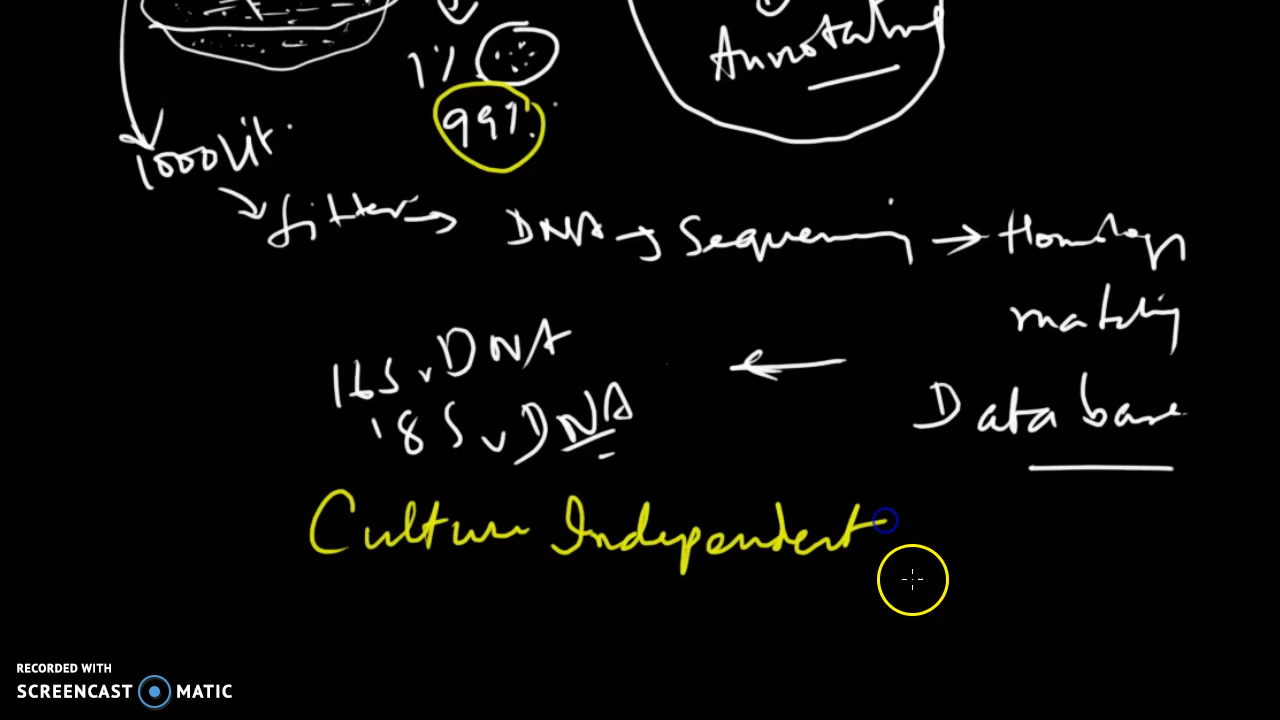 Annotation
1%
99%.
1000 lit.
filter → DNA → Sequencing → Homology
matching
Database
16S rDNA
18S rDNA
Culture Independent
RECORDED WITH
SCREENCAST MATIC